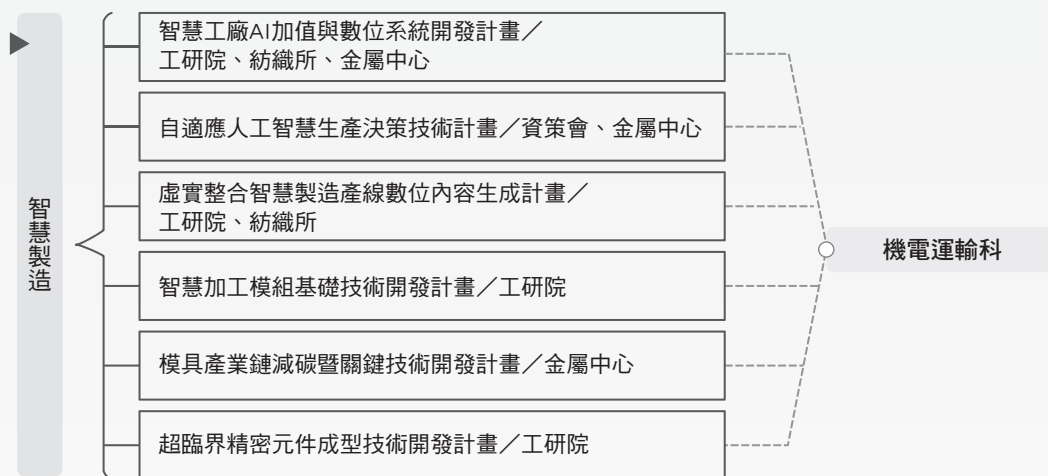 智慧製造
智慧工廠AI加值與數位系統開發計畫／
工研院、紡織所、金屬中心
自適應人工智慧生產決策技術計畫／資策會、金屬中心
虛實整合智慧製造產線數位內容生成計畫／
工研院、紡織所
智慧加工模組基礎技術開發計畫／工研院
模具產業鏈減碳暨關鍵技術開發計畫／金屬中心
超臨界精密元件成型技術開發計畫／工研院
機電運輸科